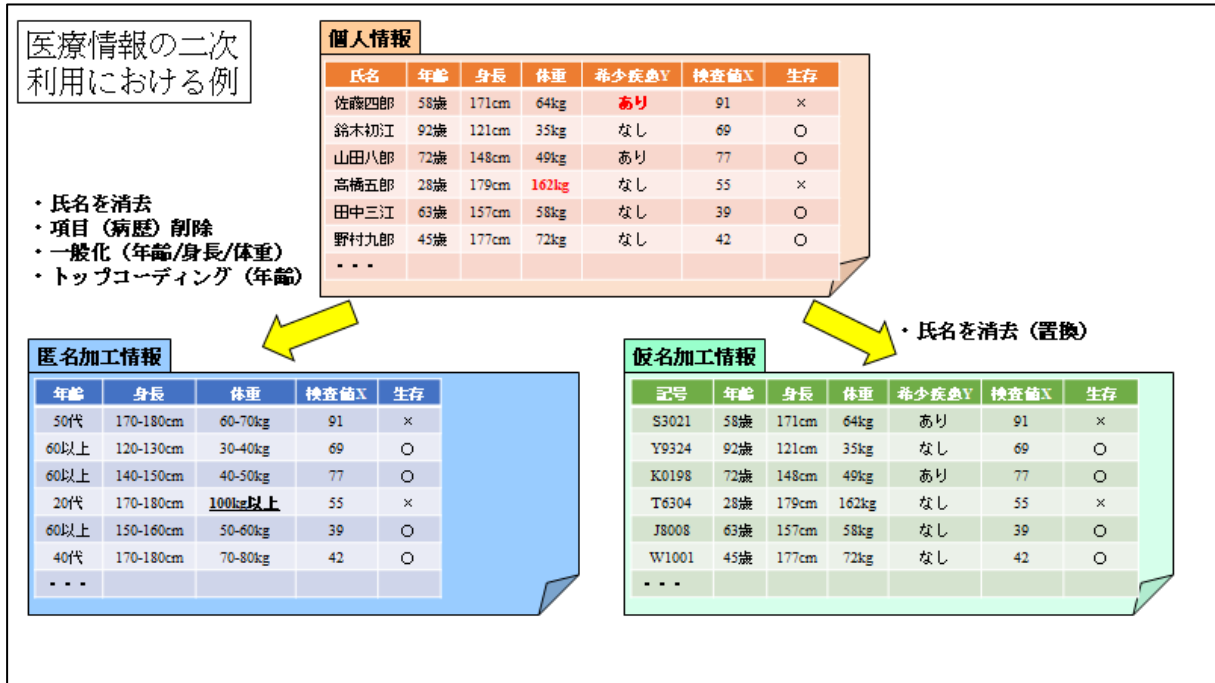 医療情報の二次
利用における例
個人情報
氏名 年齢 身長 体重 希少疾患Y 検査値X 生存
佐藤四郎 58歳 171cm 64kg あり 91 ×
鈴木初江 92歳 121cm 35kg なし 69 ○
山田八郎 72歳 148cm 49kg あり 77 ○
高橋五郎 28歳 179cm 162kg なし 55 ×
田中三江 63歳 157cm 58kg なし 39 ○
野村九郎 45歳 177cm 72kg なし 42 ○
・・・
・氏名を消去
・項目（病歴）削除
・一般化（年齢/身長/体重）
・トップコーディング（年齢）
・氏名を消去（置換）
匿名加工情報
年齢 身長 体重 検査値X 生存
50代 170-180cm 60-70kg 91 ×
60以上 120-130cm 30-40kg 69 ○
60以上 140-150cm 40-50kg 77 ○
20代 170-180cm 100kg以上 55 ×
60以上 150-160cm 50-60kg 39 ○
40代 170-180cm 70-80kg 42 ○
・・・
仮名加工情報
記号 年齢 身長 体重 希少疾患Y 検査値X 生存
S3021 58歳 171cm 64kg あり 91 ×
Y9324 92歳 121cm 35kg なし 69 ○
K0198 72歳 148cm 49kg あり 77 ○
T6304 28歳 179cm 162kg なし 55 ×
J8008 63歳 157cm 58kg なし 39 ○
W1001 45歳 177cm 72kg なし 42 ○
・・・